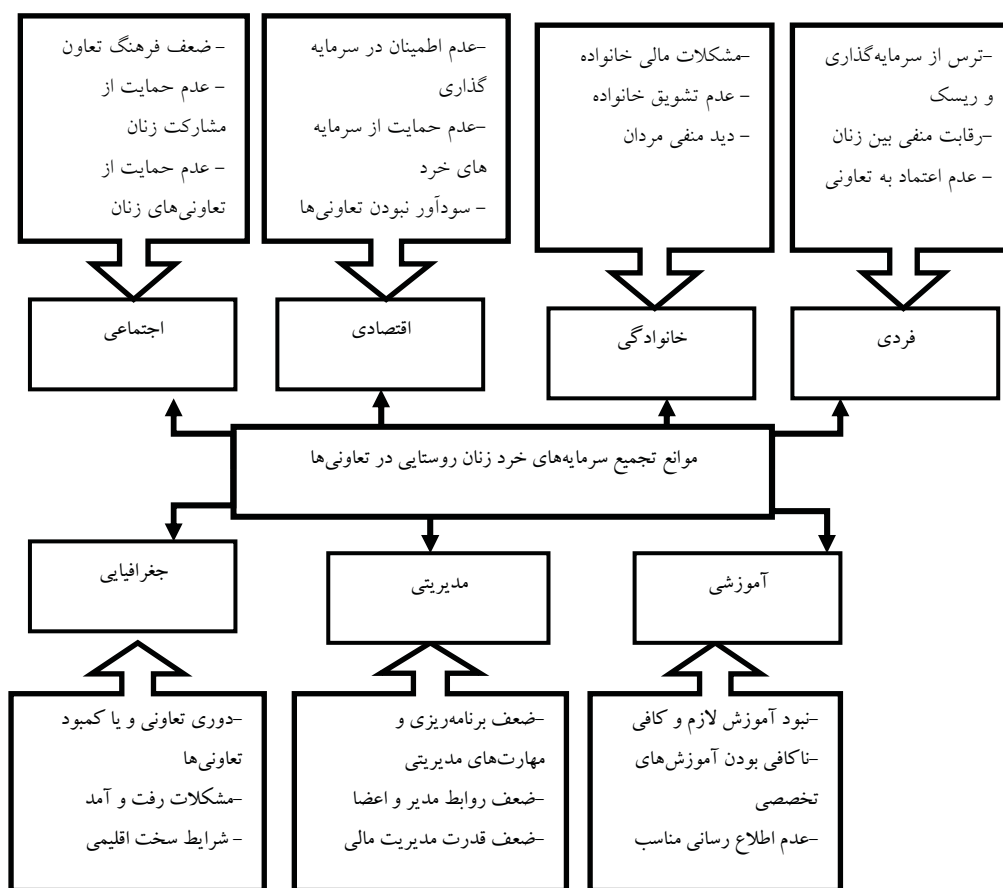 –ترس از سرمایه‌گذاری
و ریسک
–رقابت منفی بین زنان
– عدم اعتماد به تعاونی
–مشکلات مالی خانواده
– عدم تشویق خانواده
– دید منفی مردان
–عدم اطمینان در سرمایه
گذاری
–عدم حمایت از سرمایه
های خرد
– سودآور نبودن تعاونی‌ها
– ضعف فرهنگ تعاون
– عدم حمایت از
مشارکت زنان
– عدم حمایت از
تعاونی‌های زنان
فردی
خانوادگی
اقتصادی
اجتماعی
موانع تجمیع سرمایه‌های خرد زنان روستایی در تعاونی‌ها
آموزشی
مدیریتی
جغرافیایی
–نبود آموزش لازم و کافی
ناکافی بودن آموزش‌های
تخصصی
–عدم اطلاع رسانی مناسب
–ضعف برنامه‌ریزی و
مهارت‌های مدیریتی
–ضعف روابط مدیر و اعضا
–ضعف قدرت مدیریت مالی
–دوری تعاونی و یا کمبود
تعاونی‌ها
–مشکلات رفت و آمد
– شرایط سخت اقلیمی